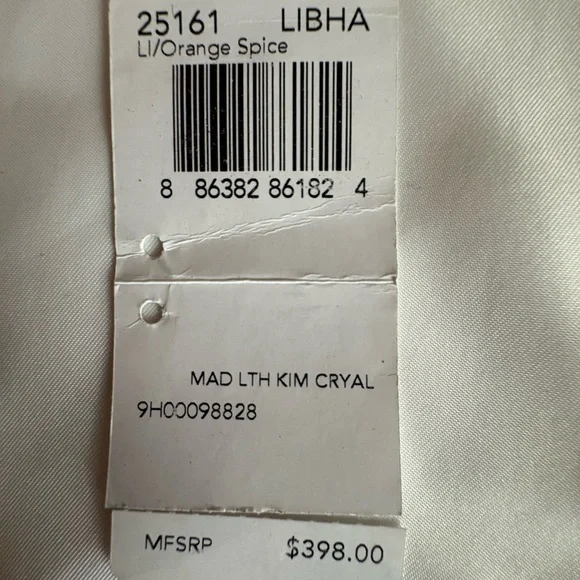 25161 LIBHA
LI/Orange Spice
8 86382 86182 4
MAD LTH KIM CRYAL
9H00098828
MFSRP $398.00